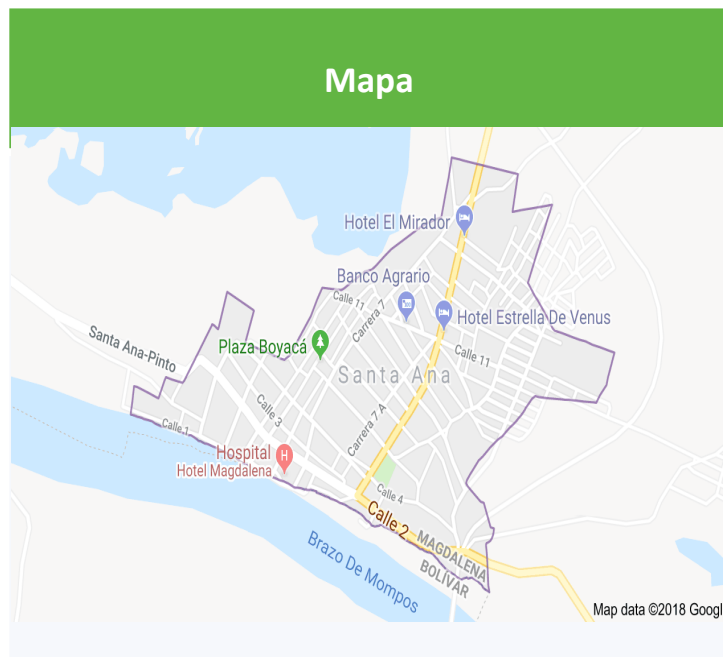 Mapa
Hotel El Mirador
Banco Agrario
Calle 11
Carrera 7
Hotel Estrella De Venus
Santa Ana-Pinto
Plaza Boyacá
Calle 11
Santa Ana
Calle 3
Calle 1
Carrera 7 A
Hospital
Hotel Magdalena
H
Calle 4
Calle 2
Brazo De Mompos
MAGDALENA
BOLÍVAR
Map data ©2018 Googl